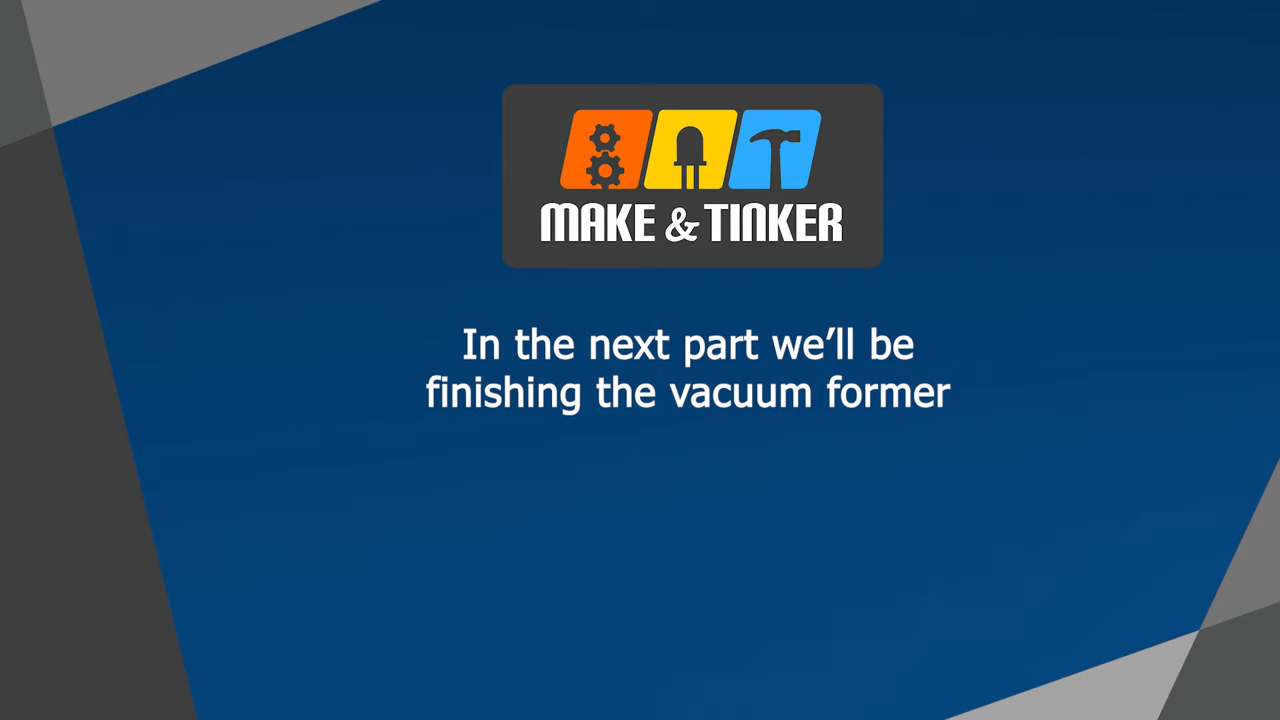 MAKE & TINKER
In the next part we’ll be
finishing the vacuum former